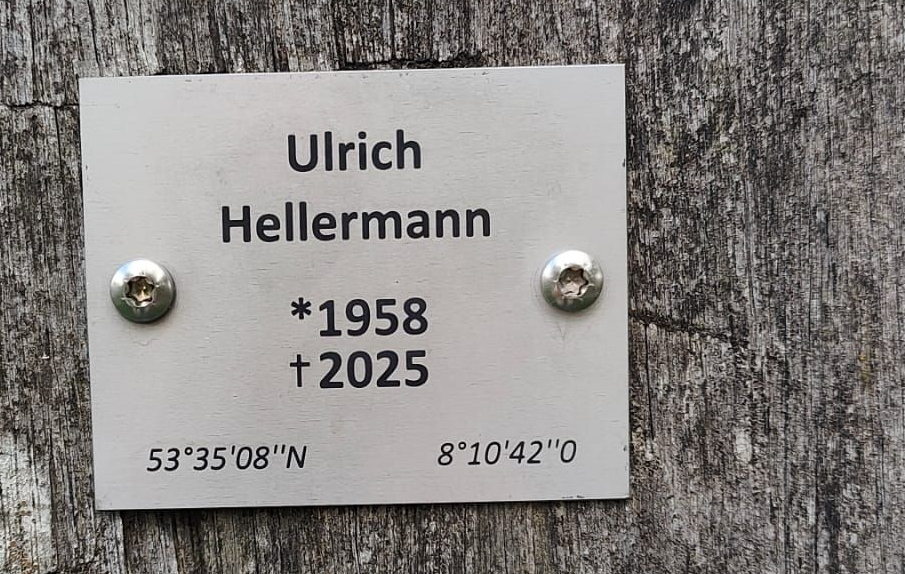 Ulrich
Hellermann
*1958
†2025
53°35'08''N 8°10'42''O